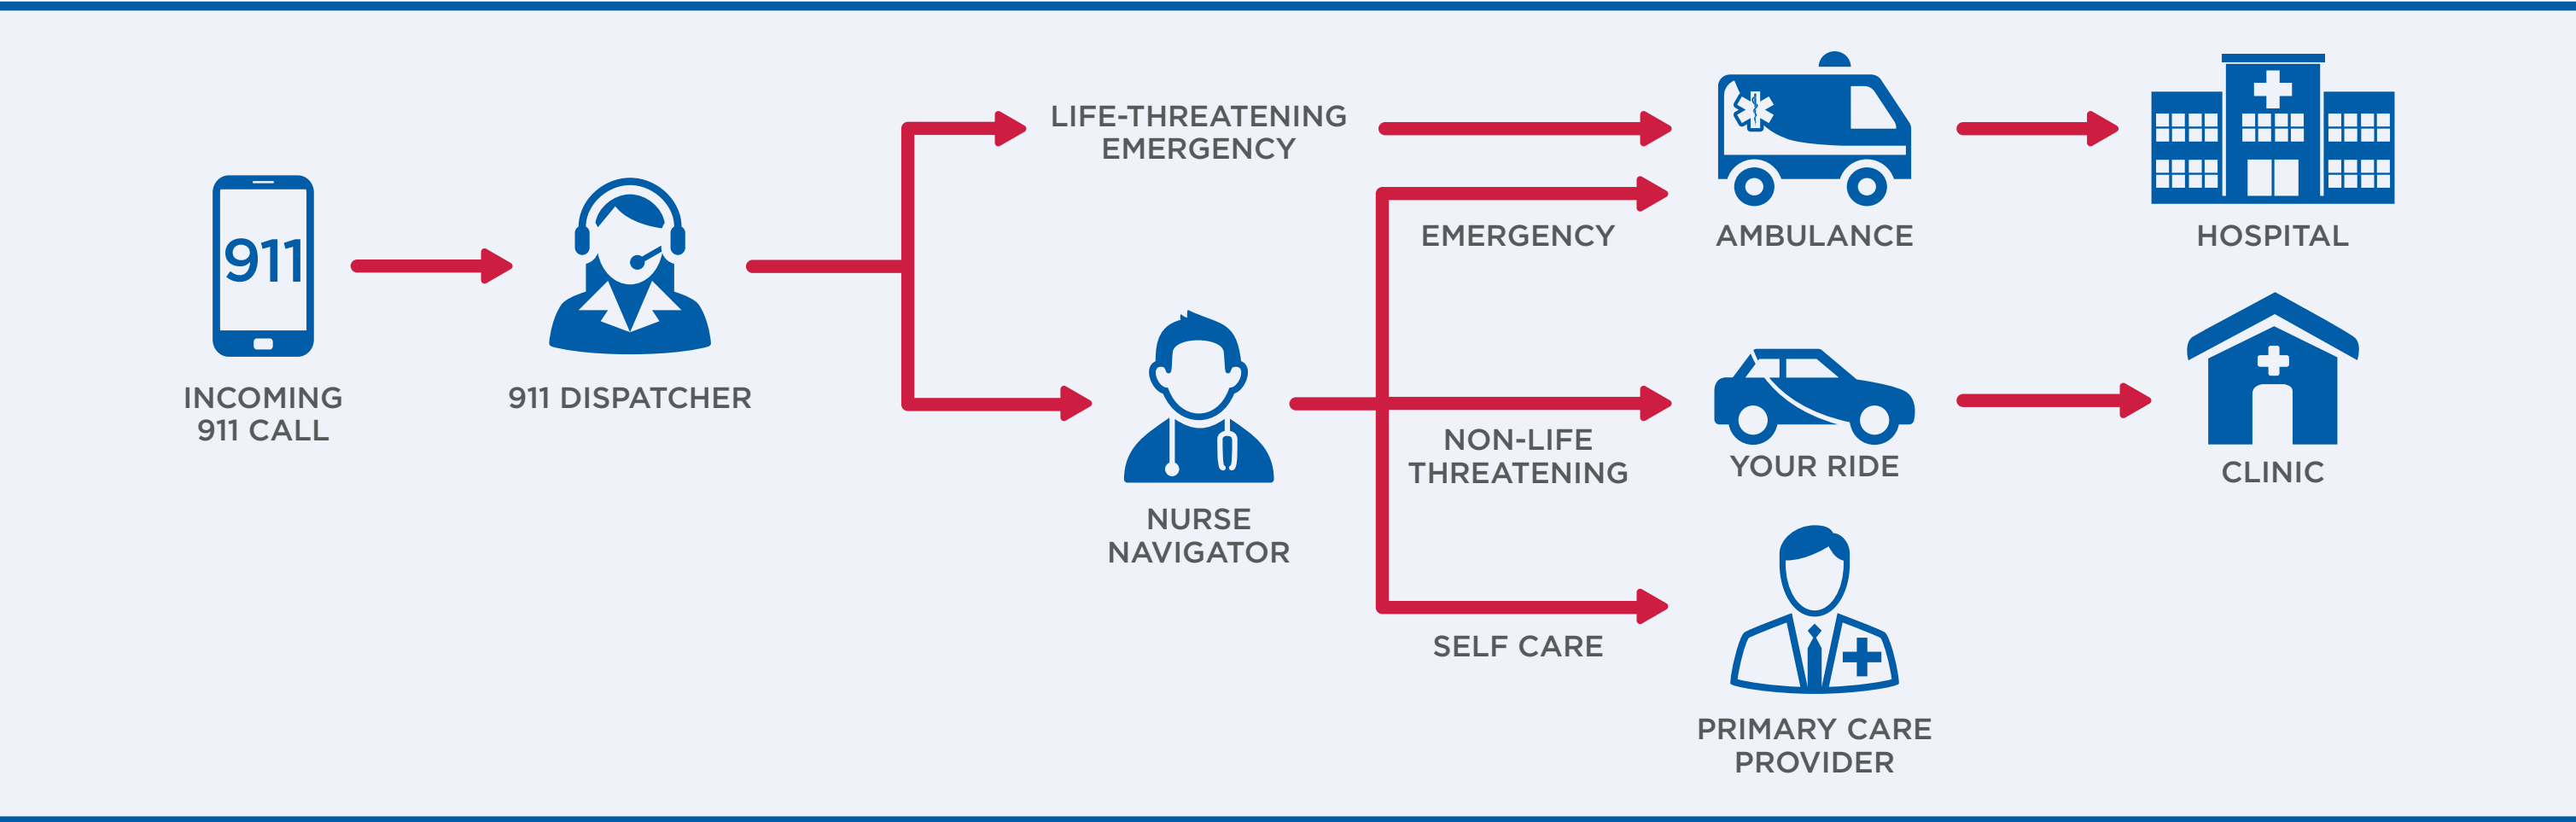 911
INCOMING
911 CALL
911 DISPATCHER
LIFE-THREATENING
EMERGENCY
NURSE
NAVIGATOR
EMERGENCY
AMBULANCE
HOSPITAL
NON-LIFE
THREATENING
YOUR RIDE
CLINIC
SELF CARE
PRIMARY CARE
PROVIDER